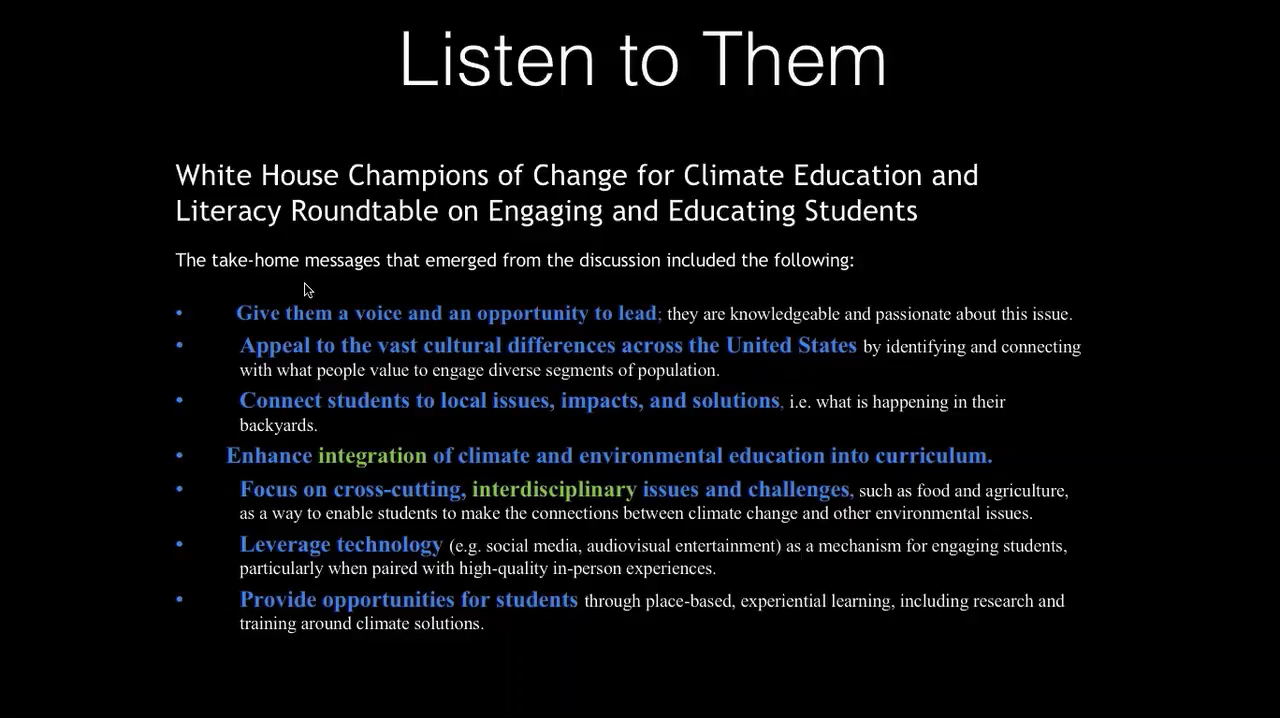 Listen to Them
White House Champions of Change for Climate Education and
Literacy Roundtable on Engaging and Educating Students
The take-home messages that emerged from the discussion included the following:
• Give them a voice and an opportunity to lead; they are knowledgeable and passionate about this issue.
• Appeal to the vast cultural differences across the United States by identifying and connecting
with what people value to engage diverse segments of population.
• Connect students to local issues, impacts, and solutions, i.e. what is happening in their
backyards.
• Enhance integration of climate and environmental education into curriculum.
• Focus on cross-cutting, interdisciplinary issues and challenges, such as food and agriculture,
as a way to enable students to make the connections between climate change and other environmental issues.
• Leverage technology (e.g. social media, audiovisual entertainment) as a mechanism for engaging students,
particularly when paired with high-quality in-person experiences.
• Provide opportunities for students through place-based, experiential learning, including research and
training around climate solutions.